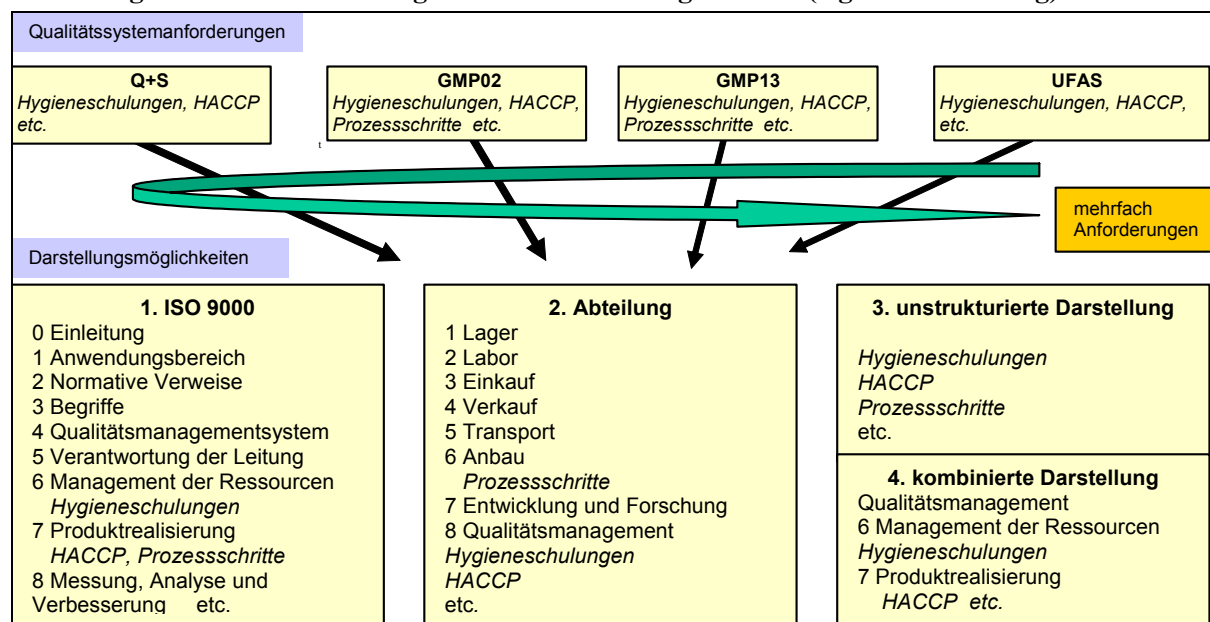 Qualitätssystemanforderungen
Q+S
Hygieneschulungen, HACCP
etc.
GMP02
Hygieneschulungen, HACCP,
Prozessschritte etc.
GMP13
Hygieneschulungen, HACCP,
Prozessschritte etc.
UFAS
Hygieneschulungen, HACCP,
etc.
t
mehrfach
Anforderungen
Darstellungsmöglichkeiten
1. ISO 9000
0 Einleitung
1 Anwendungsbereich
2 Normative Verweise
3 Begriffe
4 Qualitätsmanagementsystem
5 Verantwortung der Leitung
6 Management der Ressourcen
Hygieneschulungen
7 Produktrealisierung
HACCP, Prozessschritte
8 Messung, Analyse und
Verbesserung etc.
2. Abteilung
1 Lager
2 Labor
3 Einkauf
4 Verkauf
5 Transport
6 Anbau
Prozessschritte
7 Entwicklung und Forschung
8 Qualitätsmanagement
Hygieneschulungen
HACCP
etc.
3. unstrukturierte Darstellung
Hygieneschulungen
HACCP
Prozessschritte
etc.
4. kombinierte Darstellung
Qualitätsmanagement
6 Management der Ressourcen
Hygieneschulungen
7 Produktrealisierung
HACCP etc.